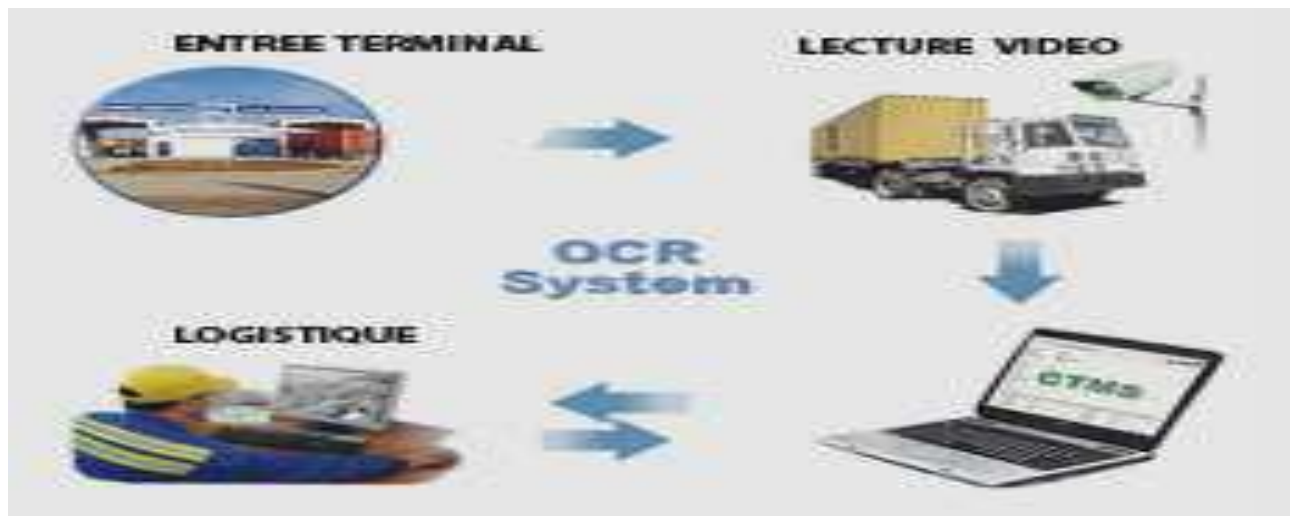 ENTREE TERMINAL
LECTURE VIDEO
OCR
System
LOGISTIQUE
CTMS